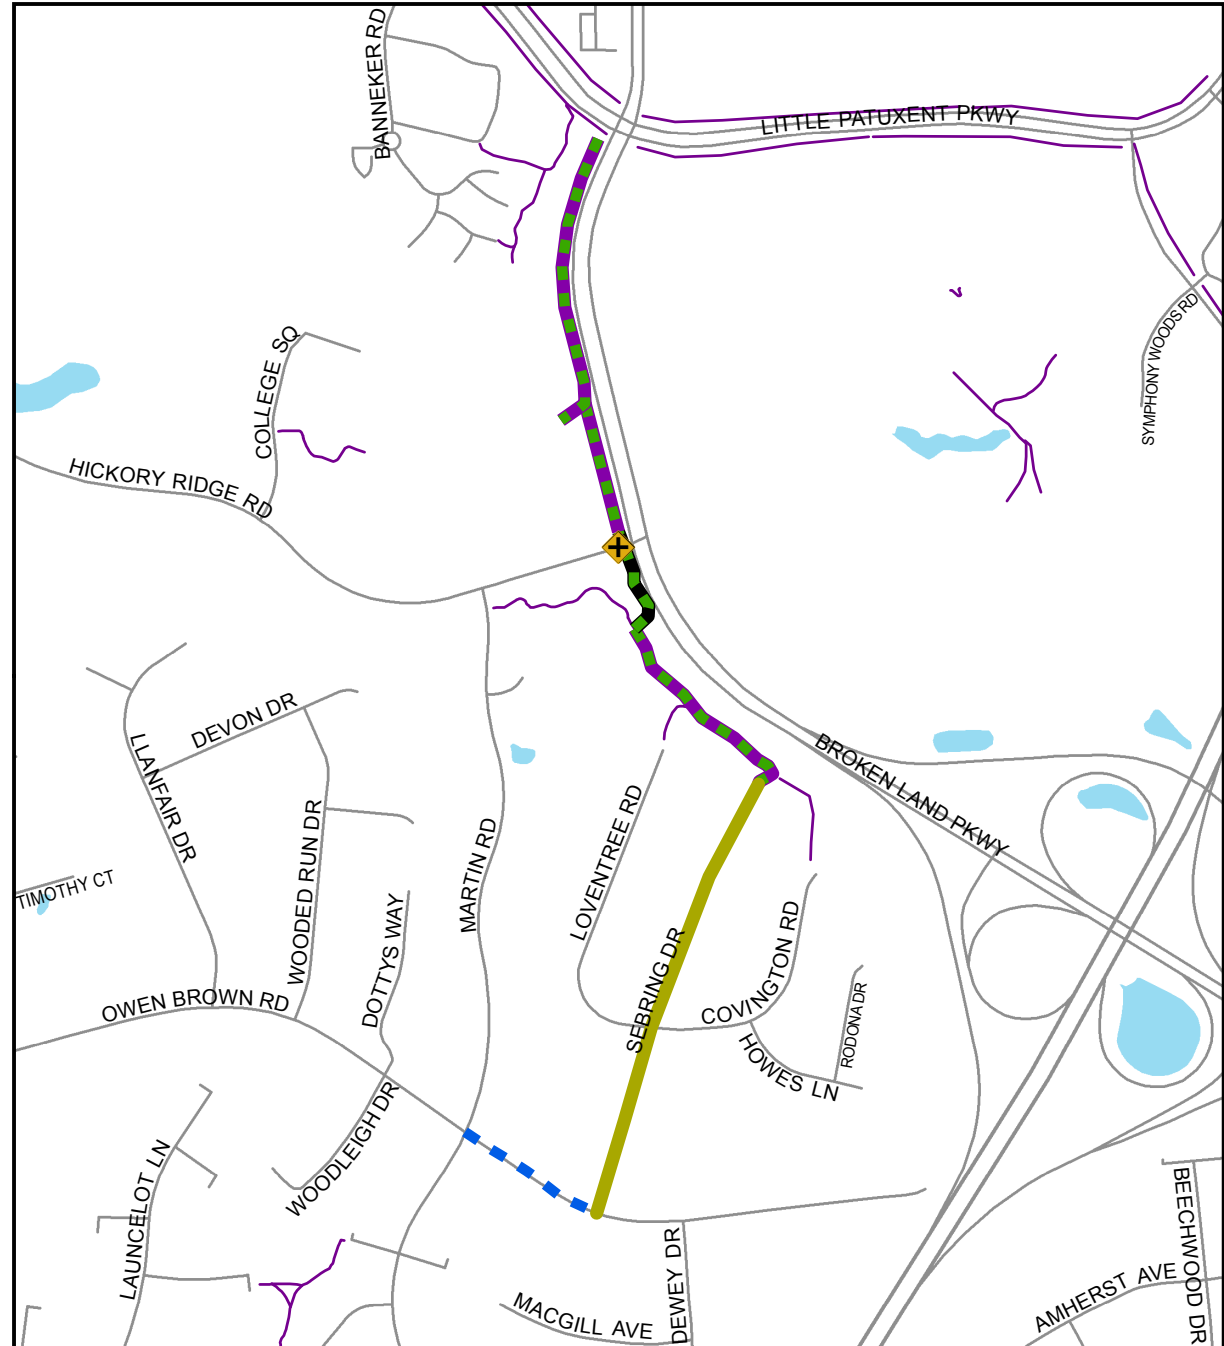 BANNEKER RD
LITTLE PATUXENT PKWY
SYMPHONY WOODS RD
COLLEGE SQ
HICKORY RIDGE RD
DEVON DR
LLANFAIR DR
BROKEN LAND PKWY
WOODED RUN DR
MARTIN RD
LOVENTREE RD
TIMOTHY CT
DOTTYS WAY
SEBRING DR
COVINGTON RD
OWEN BROWN RD
RODONA DR
HOWES LN
WOODLEIGH DR
LAUNCELOT LN
BEECHWOOD DR
DEWEY DR
MACGILL AVE
AMHERST AVE